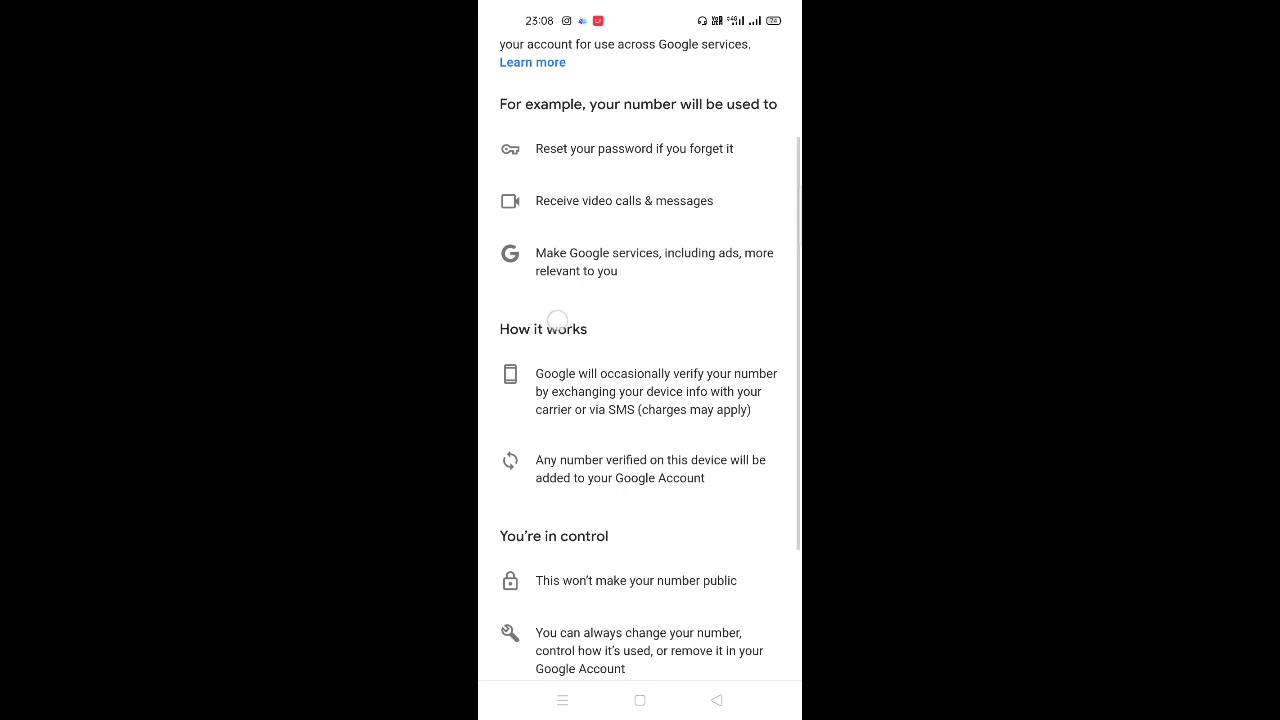 23:08
74
your account for use across Google services.
Learn more
For example, your number will be used to
Reset your password if you forget it
Receive video calls & messages
Make Google services, including ads, more
relevant to you
How it works
Google will occasionally verify your number
by exchanging your device info with your
carrier or via SMS (charges may apply)
Any number verified on this device will be
added to your Google Account
You’re in control
This won’t make your number public
You can always change your number,
control how it’s used, or remove it in your
Google Account